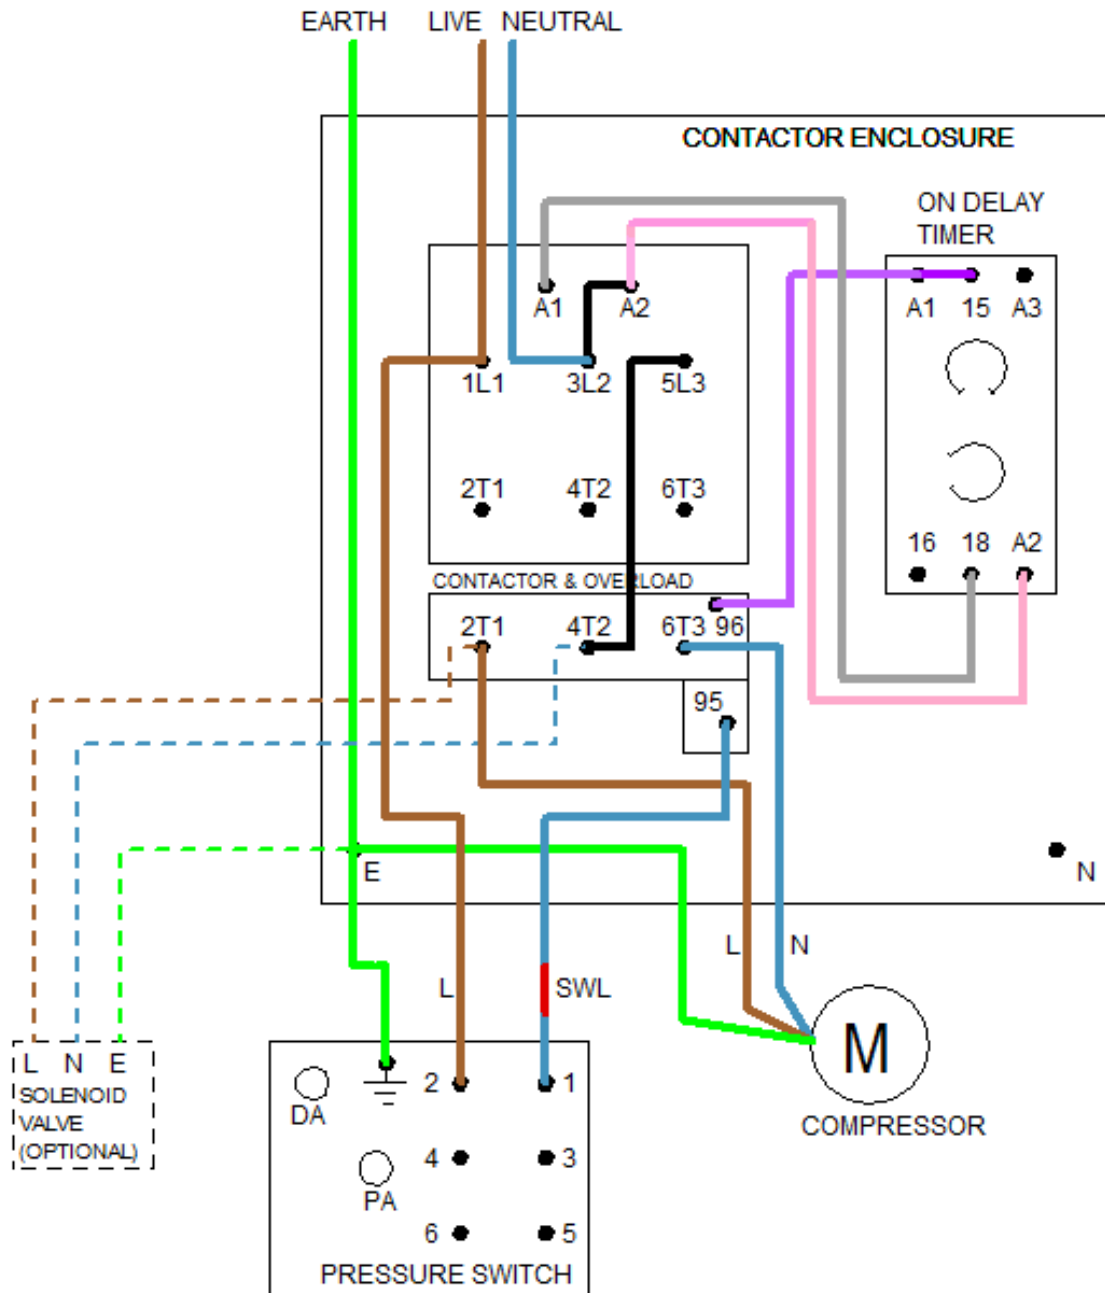 EARTH LIVE NEUTRAL
CONTACTOR ENCLOSURE
ON DELAY
TIMER
A1 A2
A1 15 A3
1L1 3L2 5L3
2T1 4T2 6T3
16 18 A2
CONTACTOR & OVERLOAD
2T1 4T2 6T3 96
95
E
N
L N
L SWL
M
COMPRESSOR
L N E
SOLENOID
VALVE
(OPTIONAL)
2 1
DA
4 3
PA
6 5
PRESSURE SWITCH